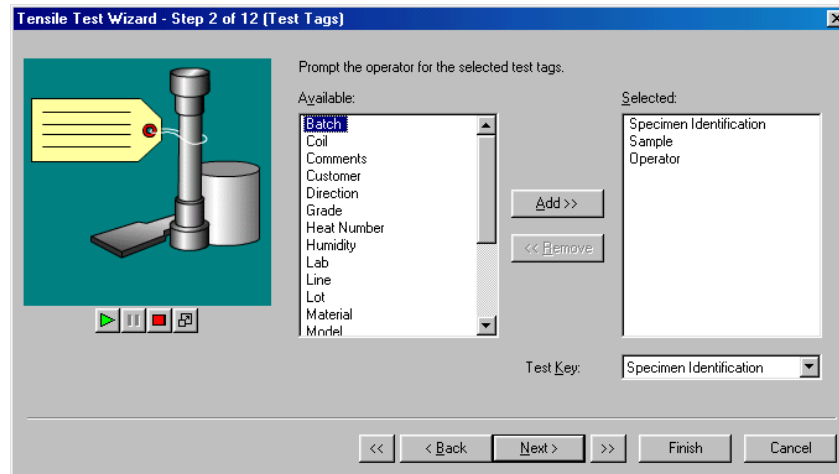 Tensile Test Wizard - Step 2 of 12 (Test Tags)
Prompt the operator for the selected test tags.
Available:
Batch
Coil
Comments
Customer
Direction
Grade
Heat Number
Humidity
Lab
Line
Lot
Material
Model
Add >>
<< Remove
Selected:
Specimen Identification
Sample
Operator
Test Key:
Specimen Identification
<<
< Back
Next >
>>
Finish
Cancel